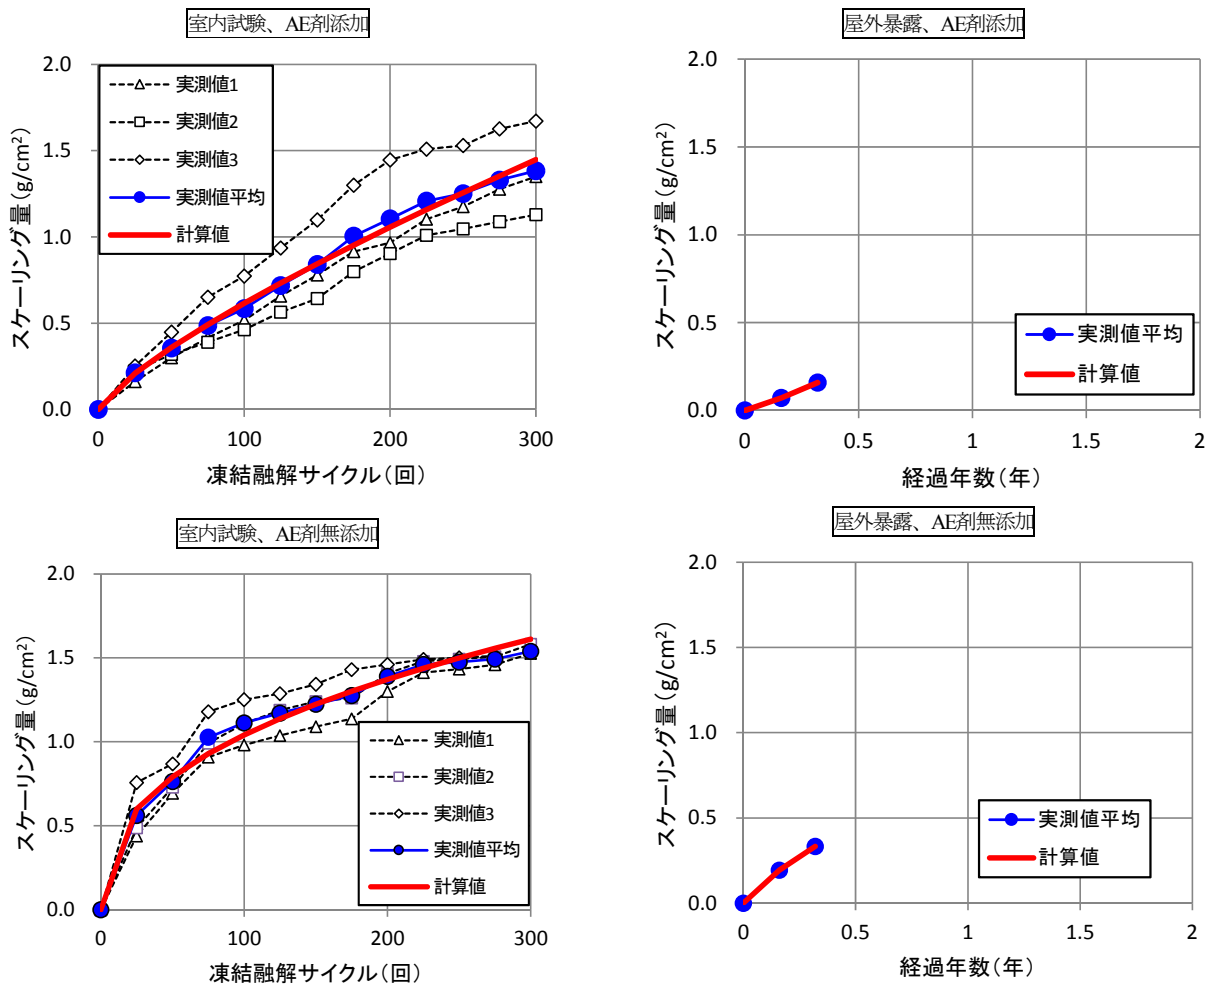 室内試験、AE剤添加
2.0
1.5
1.0
0.5
0.0
スケーリング量(g/cm²)
実測値1
実測値2
実測値3
実測値平均
計算値
0
100
200
300
凍結融解サイクル(回)
屋外暴露、AE剤添加
2.0
1.5
1.0
0.5
0.0
スケーリング量(g/cm²)
実測値平均
計算値
0
0.5
1
1.5
2
経過年数(年)
室内試験、AE剤無添加
2.0
1.5
1.0
0.5
0.0
スケーリング量(g/cm²)
実測値1
実測値2
実測値3
実測値平均
計算値
0
100
200
300
凍結融解サイクル(回)
屋外暴露、AE剤無添加
2.0
1.5
1.0
0.5
0.0
スケーリング量(g/cm²)
実測値平均
計算値
0
0.5
1
1.5
2
経過年数(年)